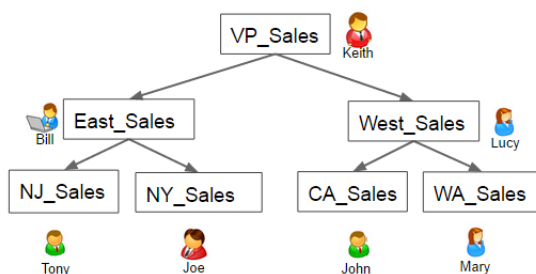 VP_Sales
Keith
East_Sales
Bill
West_Sales
Lucy
NJ_Sales
NY_Sales
CA_Sales
WA_Sales
Tony
Joe
John
Mary